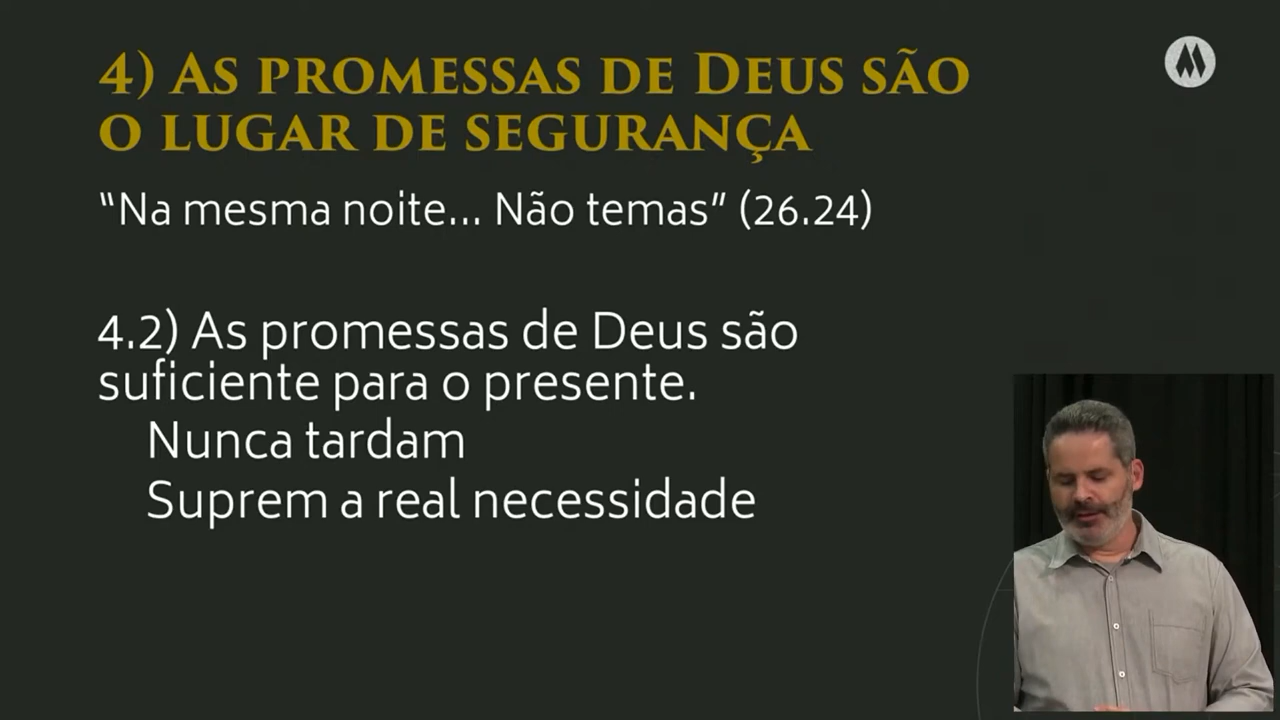 4) As promessas de Deus são
o lugar de segurança
“Na mesma noite... Não temas” (26.24)
4.2) As promessas de Deus são
suficiente para o presente.
Nunca tardam
Suprem a real necessidade